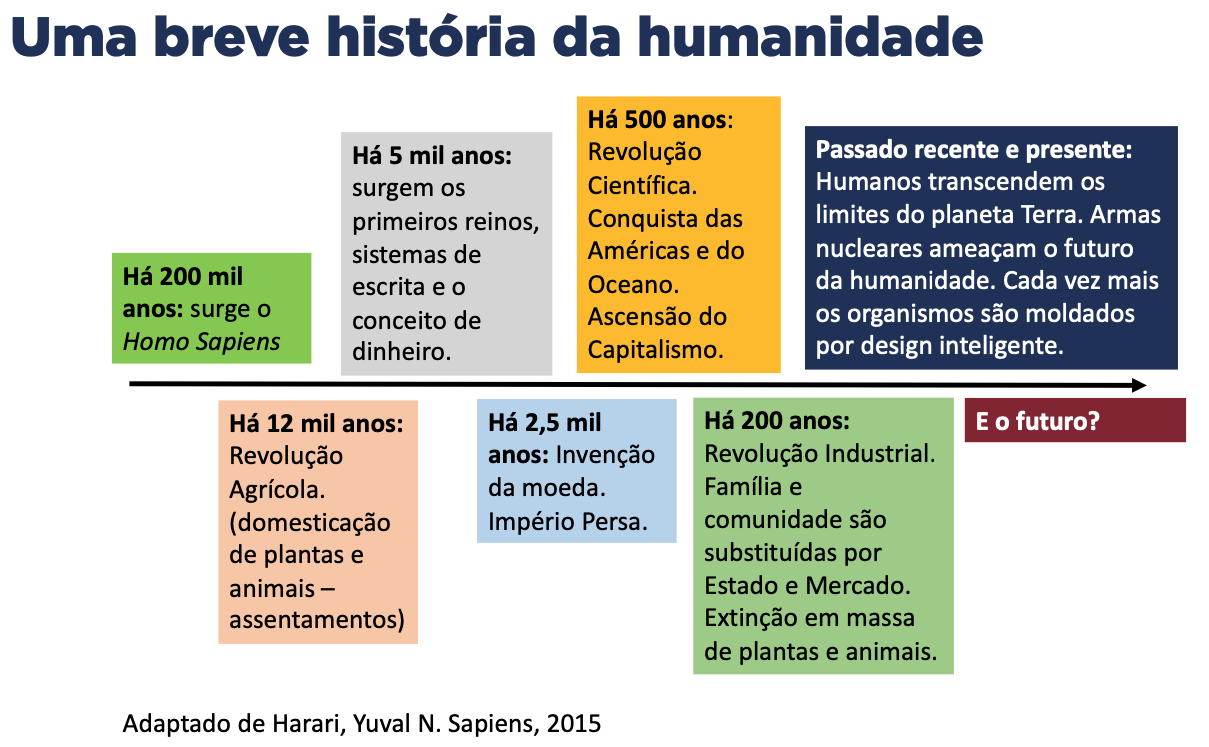 Uma breve história da humanidade
Há 200 mil
anos: surge o
Homo Sapiens
Há 5 mil anos:
surgem os
primeiros reinos,
sistemas de
escrita e o
conceito de
dinheiro.
Há 500 anos:
Revolução
Científica.
Conquista das
Américas e do
Oceano.
Ascensão do
Capitalismo.
Passado recente e presente:
Humanos transcendem os
limites do planeta Terra. Armas
nucleares ameaçam o futuro
da humanidade. Cada vez mais
os organismos são moldados
por design inteligente.
Há 12 mil anos:
Revolução
Agrícola.
(domesticação
de plantas e
animais –
assentamentos)
Há 2,5 mil
anos: Invenção
da moeda.
Império Persa.
Há 200 anos:
Revolução Industrial.
Família e
comunidade são
substituídas por
Estado e Mercado.
Extinção em massa
de plantas e animais.
E o futuro?
Adaptado de Harari, Yuval N. Sapiens, 2015